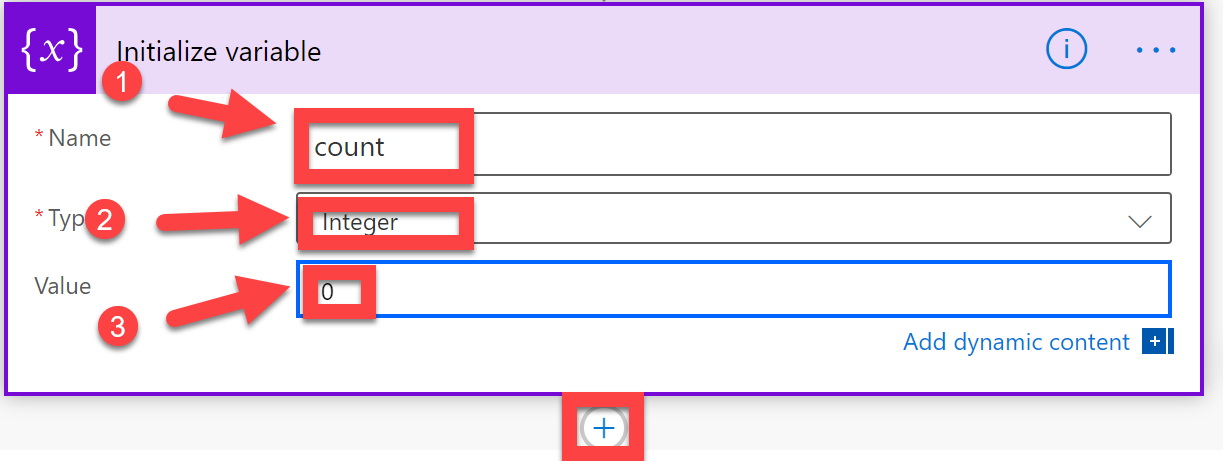 {x}
Initialize variable
i
...
1
* Name
count
* Typ
2
Integer
Value
0
3
Add dynamic content
+
+